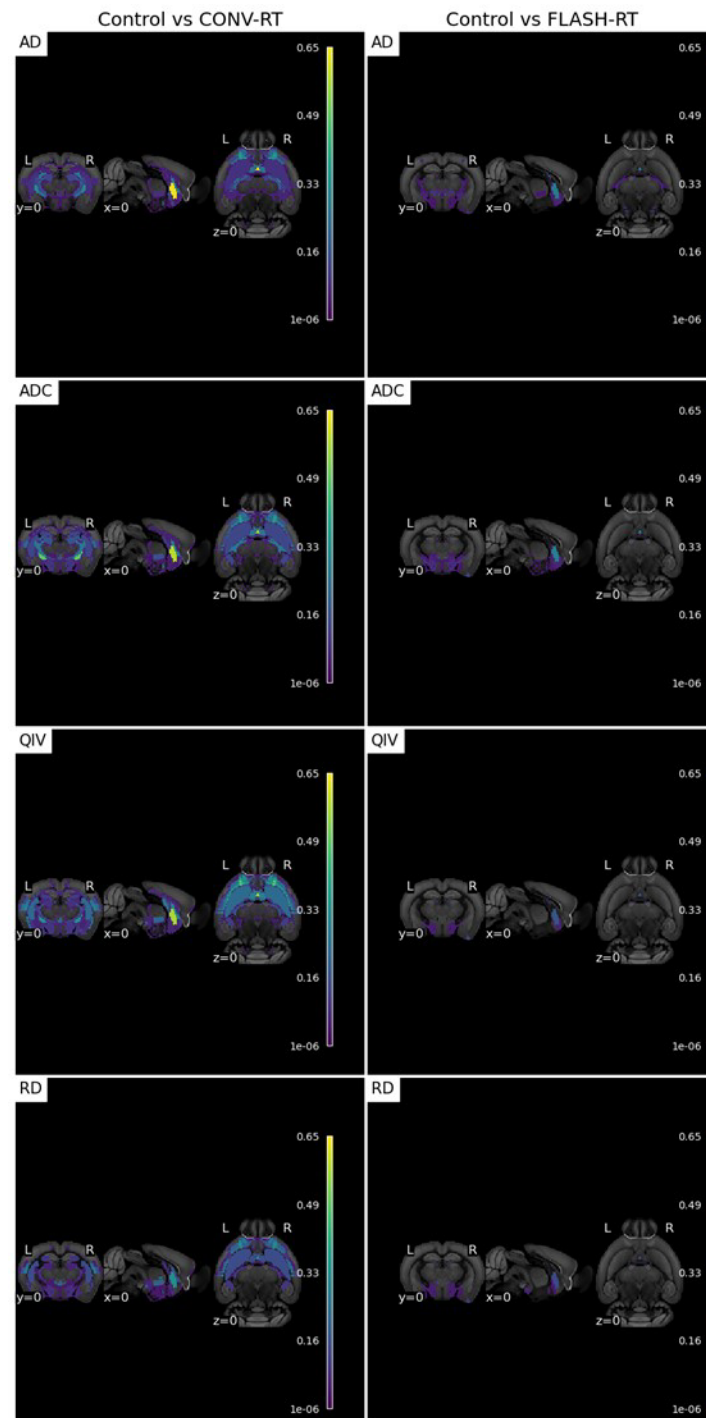 Control vs CONV-RT
Control vs FLASH-RT
AD
0.65
0.49
L R
L R
0.33
y=0 x=0
z=0
0.16
1e-06
AD
0.65
0.49
L R
L R
0.33
y=0 x=0
z=0
0.16
1e-06
ADC
0.65
0.49
L R
L R
0.33
y=0 x=0
z=0
0.16
1e-06
ADC
0.65
0.49
L R
L R
0.33
y=0 x=0
z=0
0.16
1e-06
QIV
0.65
0.49
L R
L R
0.33
y=0 x=0
z=0
0.16
1e-06
QIV
0.65
0.49
L R
L R
0.33
y=0 x=0
z=0
0.16
1e-06
RD
0.65
0.49
L R
L R
0.33
y=0 x=0
z=0
0.16
1e-06
RD
0.65
0.49
L R
L R
0.33
y=0 x=0
z=0
0.16
1e-06